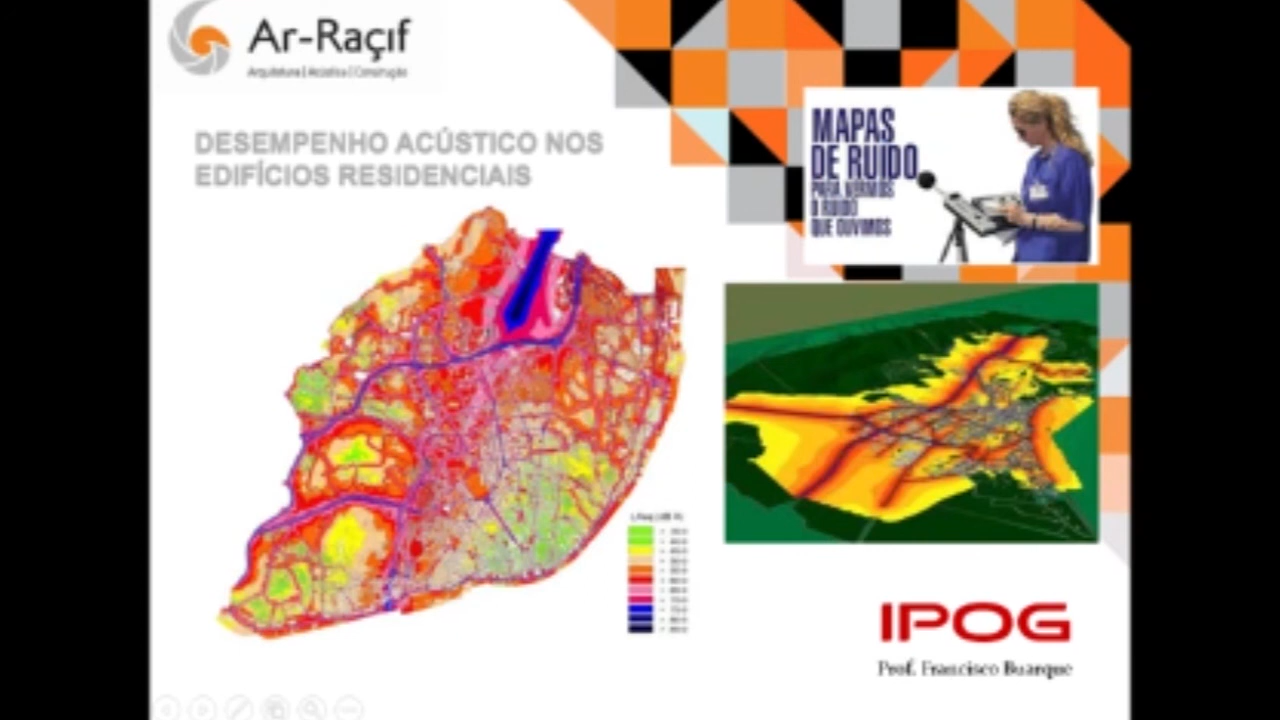 Ar-Raçıf
Arquitetura | Acústica | Construção
DESEMPENHO ACÚSTICO NOS
EDIFÍCIOS RESIDENCIAIS
MAPAS
DE RUIDO
PARA VERMOS
O RUIDO
QUE OUVIMOS
IPOG
Prof. Francisco Buarque